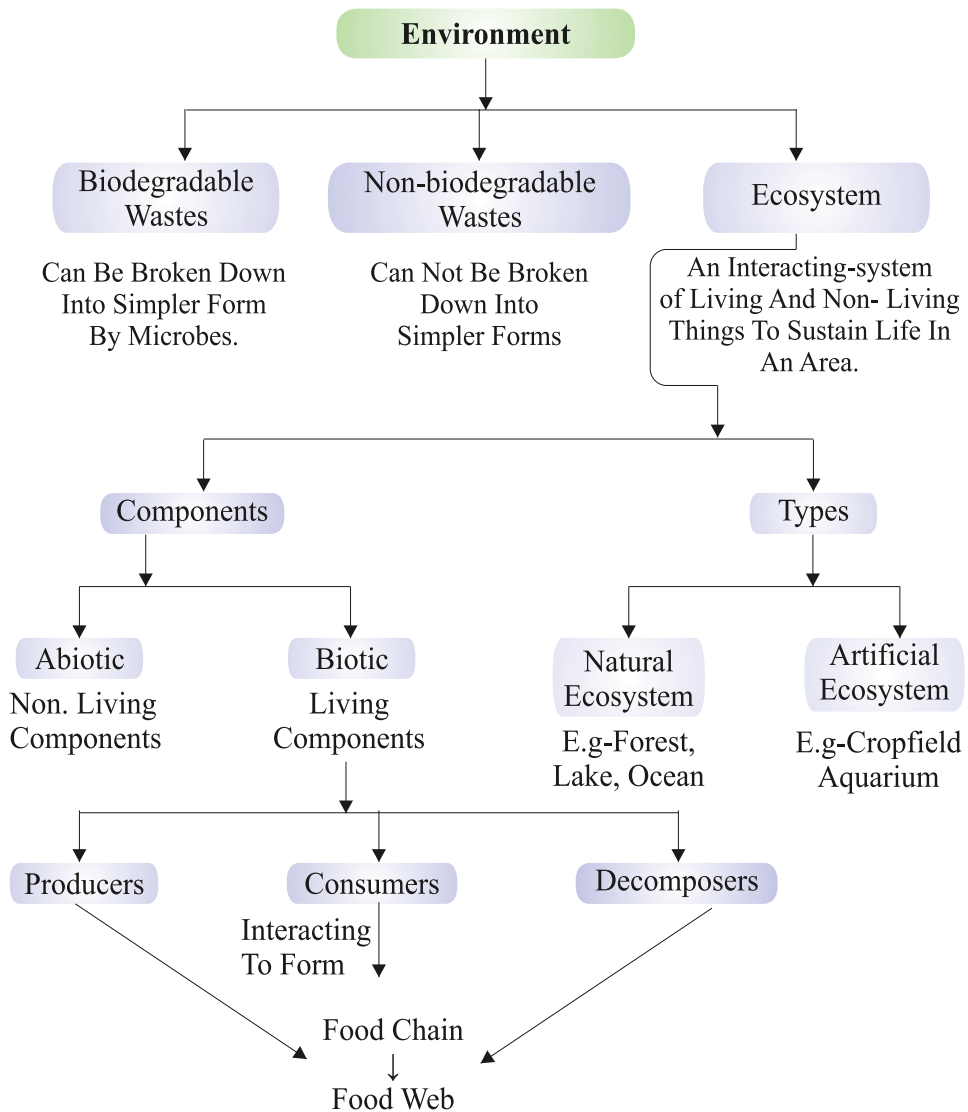 Environment
Biodegradable
Wastes
Non-biodegradable
Wastes
Ecosystem
Can Be Broken Down
Into Simpler Form
By Microbes.
Can Not Be Broken
Down Into
Simpler Forms
An Interacting-system
of Living And Non- Living
Things To Sustain Life In
An Area.
Components
Types
Abiotic
Non. Living
Components
Biotic
Living
Components
Natural
Ecosystem
E.g-Forest,
Lake, Ocean
Artificial
Ecosystem
E.g-Cropfield
Aquarium
Producers
Consumers
Decomposers
Interacting
To Form
Food Chain
Food Web